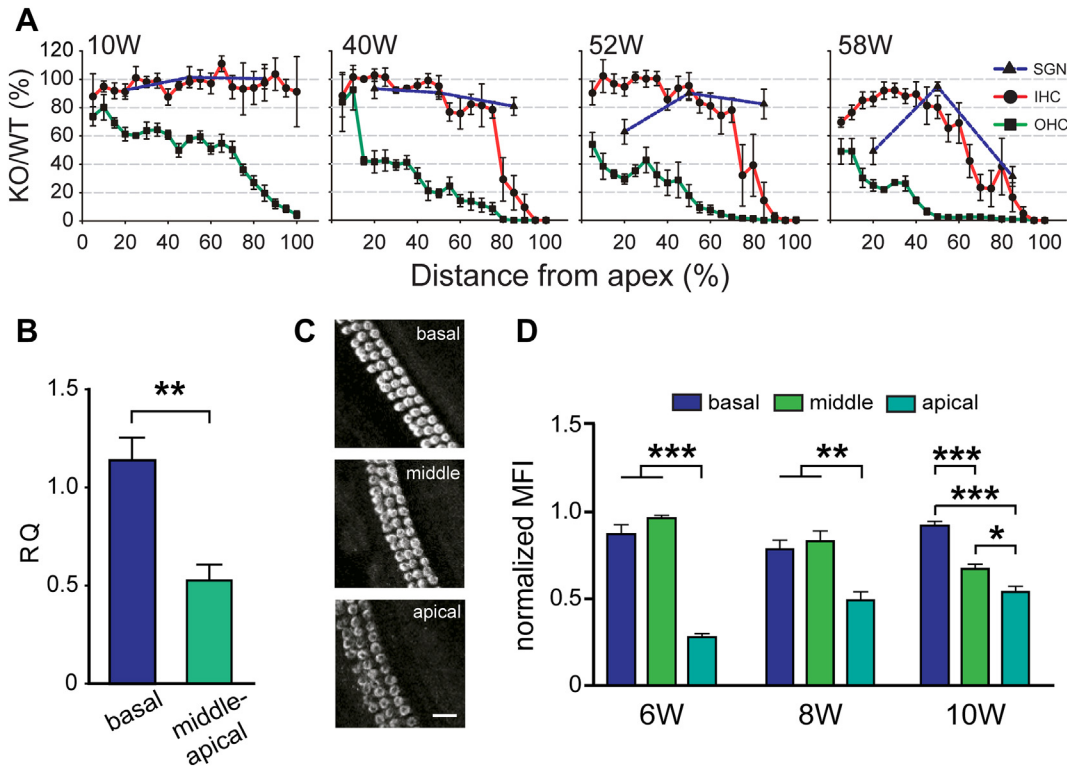 A
10W
40W
52W
58W
KO/WT (%)
120
100
80
60
40
20
0
SGN
IHC
OHC
0 20 40 60 80 100
20 40 60 80 100
20 40 60 80 100
20 40 60 80 100
Distance from apex (%)
B
**
RQ
1.5
1.0
0.5
0
basal
middle-
apical
C
basal
middle
apical
D
basal middle apical
normalized MFI
1.5
1.0
0.5
0
***
**
***
***
*
6W 8W 10W